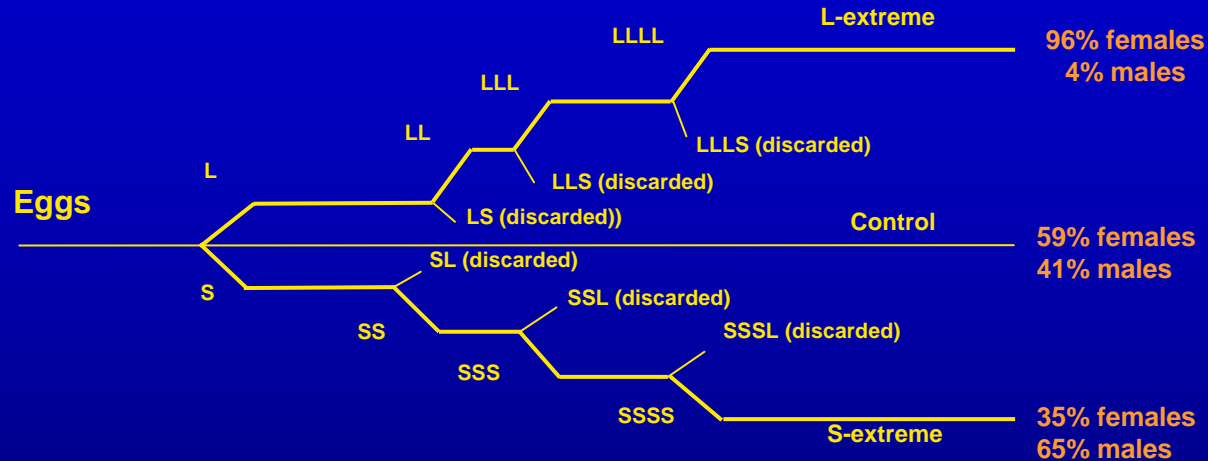 L-extreme
96% females
4% males
LLLL
LLL
LLLS (discarded)
LL
LLS (discarded)
L
LS (discarded))
Eggs
Control
59% females
41% males
SL (discarded)
S
SSL (discarded)
SS
SSSL (discarded)
SSS
SSSS
S-extreme
35% females
65% males